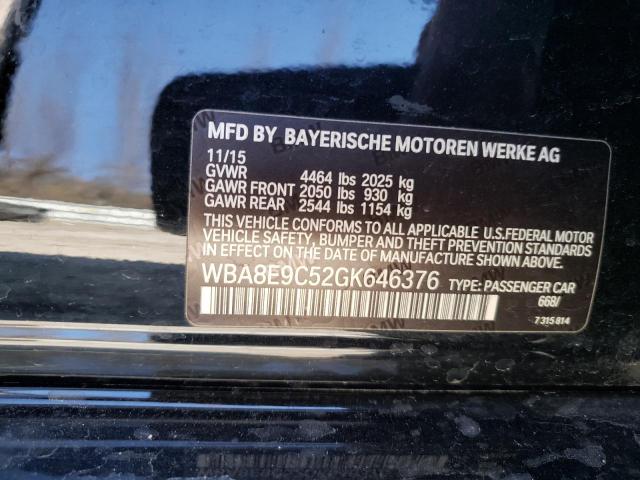 MFD BY BAYERISCHE MOTOREN WERKE AG
11/15
GVWR 4464 lbs 2025 kg
GAWR FRONT 2050 lbs 930 kg
GAWR REAR 2544 lbs 1154 kg
THIS VEHICLE CONFORMS TO ALL APPLICABLE U.S.FEDERAL MOTOR
VEHICLE SAFETY, BUMPER AND THEFT PREVENTION STANDARDS
IN EFFECT ON THE DATE OF MANUFACTURE SHOWN ABOVE.
WBA8E9C52GK646376 TYPE: PASSENGER CAR
668/
7 315 814